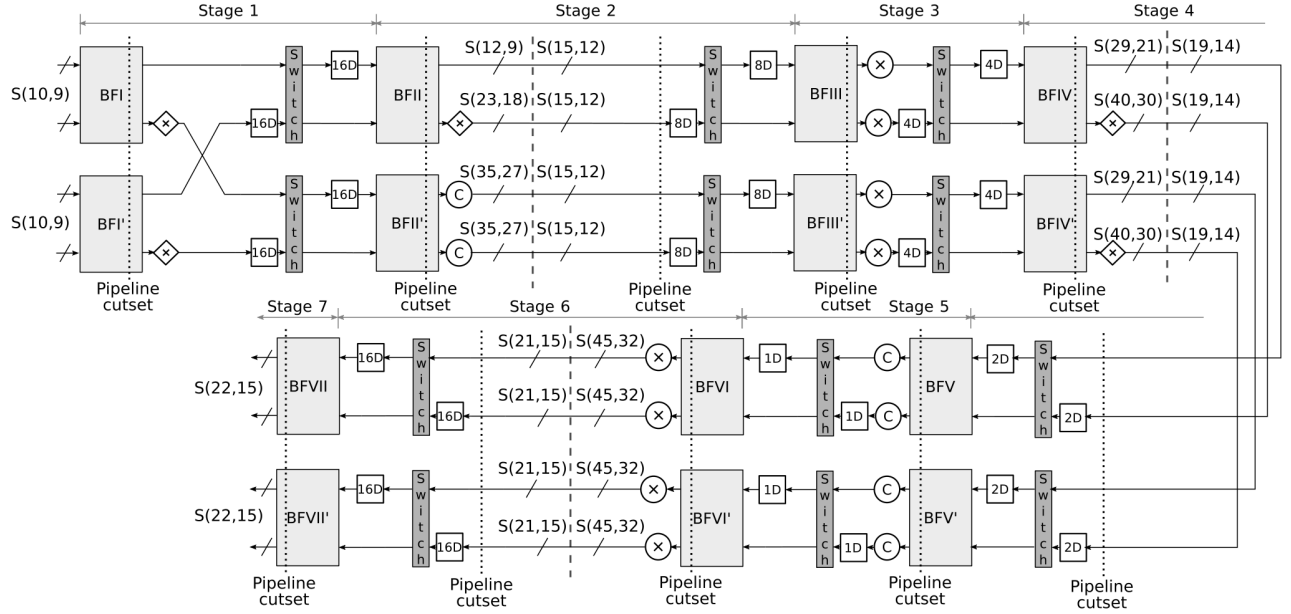 Stage 1 Stage 2 Stage 3 Stage 4
S(12,9) S(15,12) S(29,21) S(19,14)
16D 8D 4D
S(10,9) BFI BFII S(23,18) S(15,12) BFIII BFIV S(40,30) S(19,14)
16D 8D 4D
Switch Switch Switch
S(35,27) S(15,12) S(29,21) S(19,14)
16D C 8D 4D
S(10,9) BFI' BFII' S(35,27) S(15,12) BFIII' BFIV' S(40,30) S(19,14)
16D C 8D 4D
Switch Switch Switch
Pipeline cutset Pipeline cutset Pipeline cutset Pipeline cutset Pipeline cutset
Stage 7 Stage 6 Stage 5
S(21,15) S(45,32)
16D 1D C 2D
S(22,15) BFVII S(21,15) S(45,32) BFVI BFV
16D 1D C 2D
Switch Switch Switch
S(21,15) S(45,32)
16D 1D C 2D
S(22,15) BFVII' S(21,15) S(45,32) BFVI' BFV'
16D 1D C 2D
Switch Switch Switch
Pipeline cutset Pipeline cutset Pipeline cutset Pipeline cutset Pipeline cutset